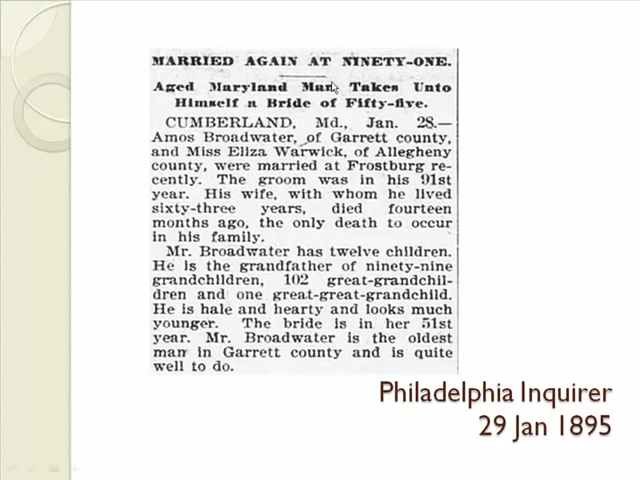 MARRIED AGAIN AT NINETY-ONE.
Aged Maryland Man Takes Unto
Himself a Bride of Fifty-five.
CUMBERLAND, Md., Jan. 28.—
Amos Broadwater, of Garrett county,
and Miss Eliza Warwick, of Allegheny
county, were married at Frostburg re-
cently. The groom was in his 91st
year. His wife, with whom he lived
sixty-three years, died fourteen
months ago, the only death to occur
in his family.
Mr. Broadwater has twelve children.
He is the grandfather of ninety-nine
grandchildren, 102 great-grandchil-
dren and one great-great-grandchild.
He is hale and hearty and looks much
younger. The bride is in her 51st
year. Mr. Broadwater is the oldest
man in Garrett county and is quite
well to do.
Philadelphia Inquirer
29 Jan 1895